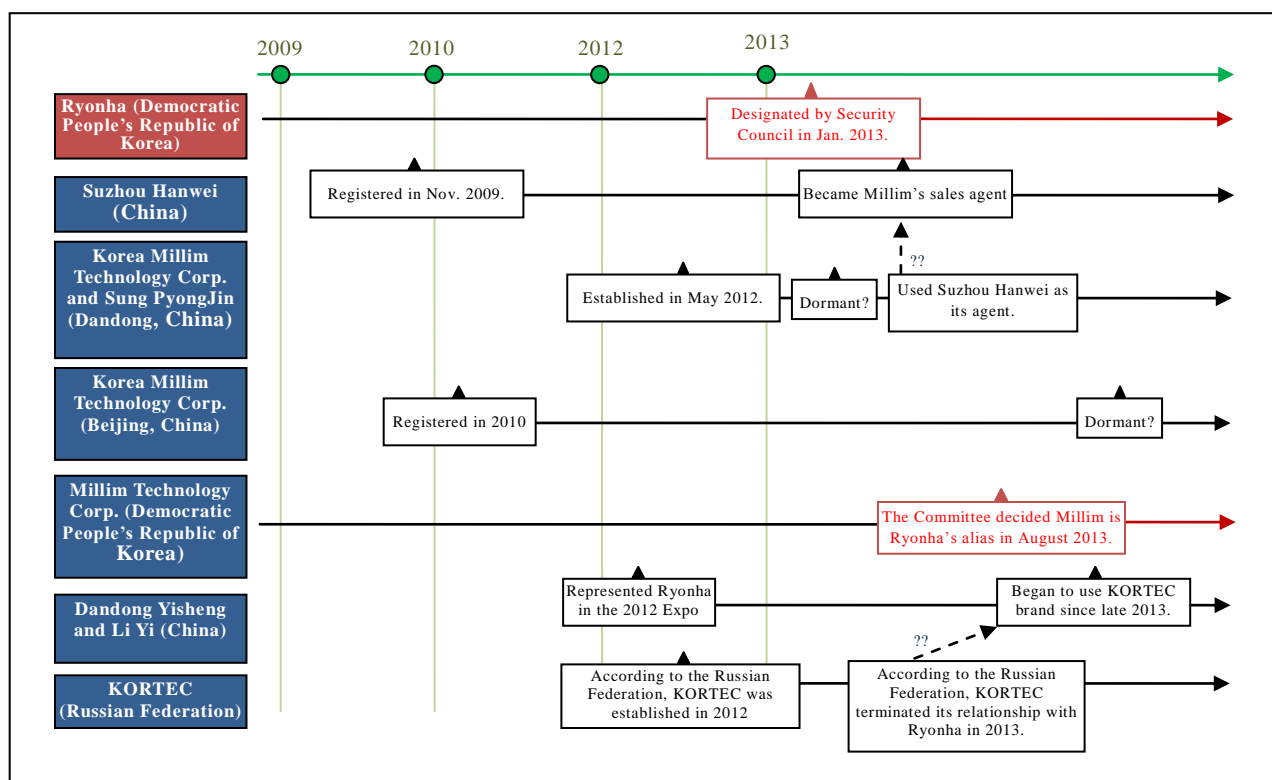 2009
2010
2012
2013
Ryonha (Democratic
People's Republic of
Korea)
Designated by Security
Council in Jan. 2013.
Suzhou Hanwei
(China)
Registered in Nov. 2009.
Became Millim's sales agent
Korea Millim
Technology Corp.
and Sung PyongJin
(Dandong, China)
Established in May 2012.
Dormant?
??
Used Suzhou Hanwei as
its agent.
Korea Millim
Technology Corp.
(Beijing, China)
Registered in 2010
Dormant?
Millim Technology
Corp. (Democratic
People's Republic of
Korea)
The Committee decided Millim is
Ryonha's alias in August 2013.
Dandong Yisheng
and Li Yi (China)
Represented Ryonha
in the 2012 Expo
Began to use KORTEC
brand since late 2013.
??
KORTEC
(Russian Federation)
According to the Russian
Federation, KORTEC was
established in 2012
According to the Russian
Federation, KORTEC
terminated its relationship with
Ryonha in 2013.